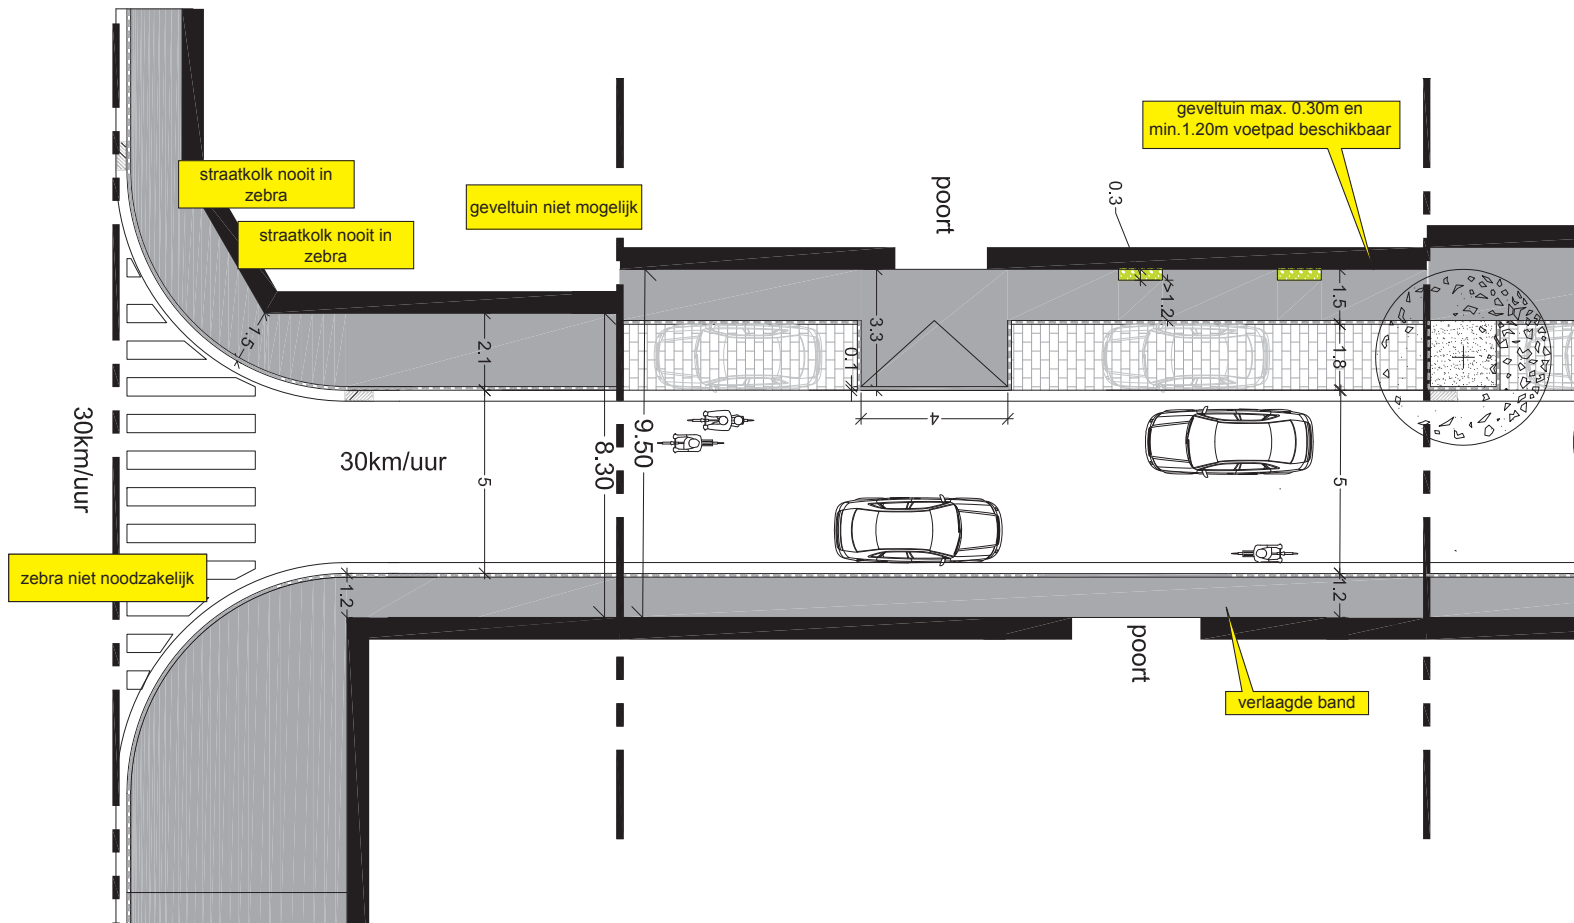 geveltuin max. 0.30m en
min.1.20m voetpad beschikbaar
straatkolk nooit in
zebra
straatkolk nooit in
zebra
geveltuin niet mogelijk
poort
0.3
1.5
2.1
3.3
0.1
>1.2
1.5
1.8
4
30km/uur
30km/uur
5
8.30
9.50
5
zebra niet noodzakelijk
1.2
1.2
poort
verlaagde band